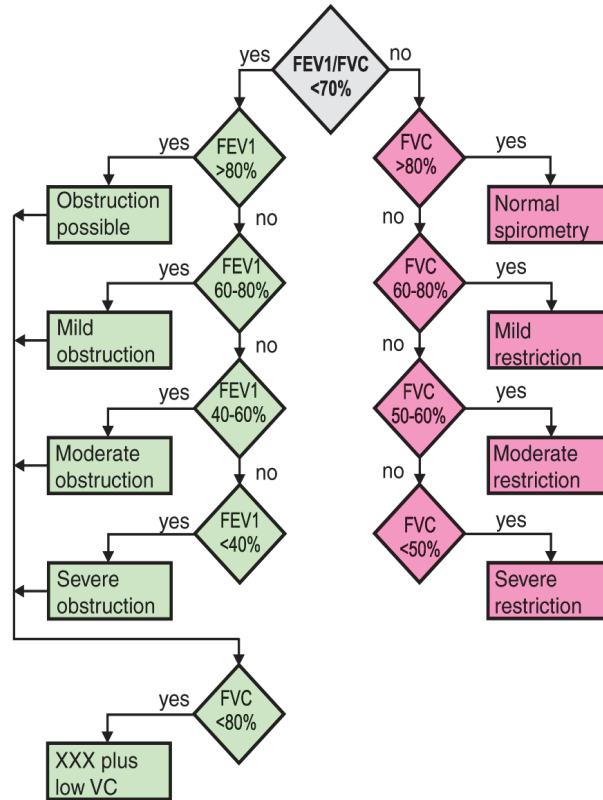 yes
FEV1/FVC
<70%
no
yes
FEV1
>80%
FVC
>80%
yes
Obstruction
possible
no
no
Normal
spirometry
yes
FEV1
60-80%
FVC
60-80%
yes
Mild
obstruction
no
no
Mild
restriction
yes
FEV1
40-60%
FVC
50-60%
yes
Moderate
obstruction
no
no
Moderate
restriction
yes
FEV1
<40%
FVC
<50%
yes
Severe
obstruction
Severe
restriction
yes
FVC
<80%
XXX plus
low VC